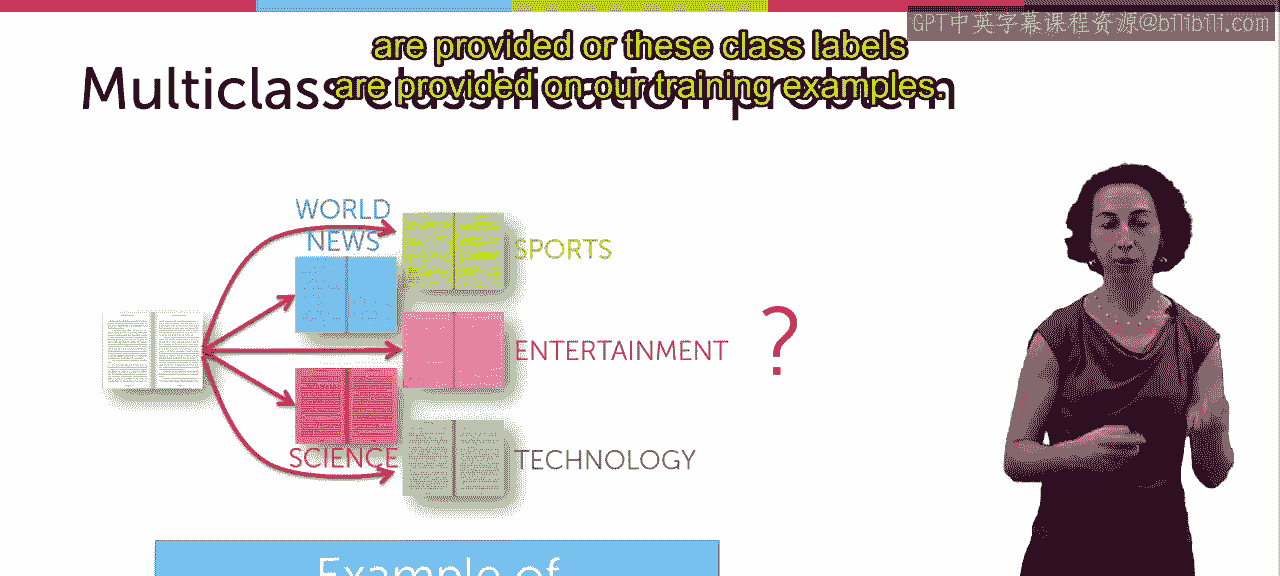 GPT中英字幕课程资源@bilibili.com
are provided or these class labels
are provided on our training examples.
Multiclass classification problem
WORLD
NEWS
SPORTS
ENTERTAINMENT
?
SCIENCE
TECHNOLOGY
Example of